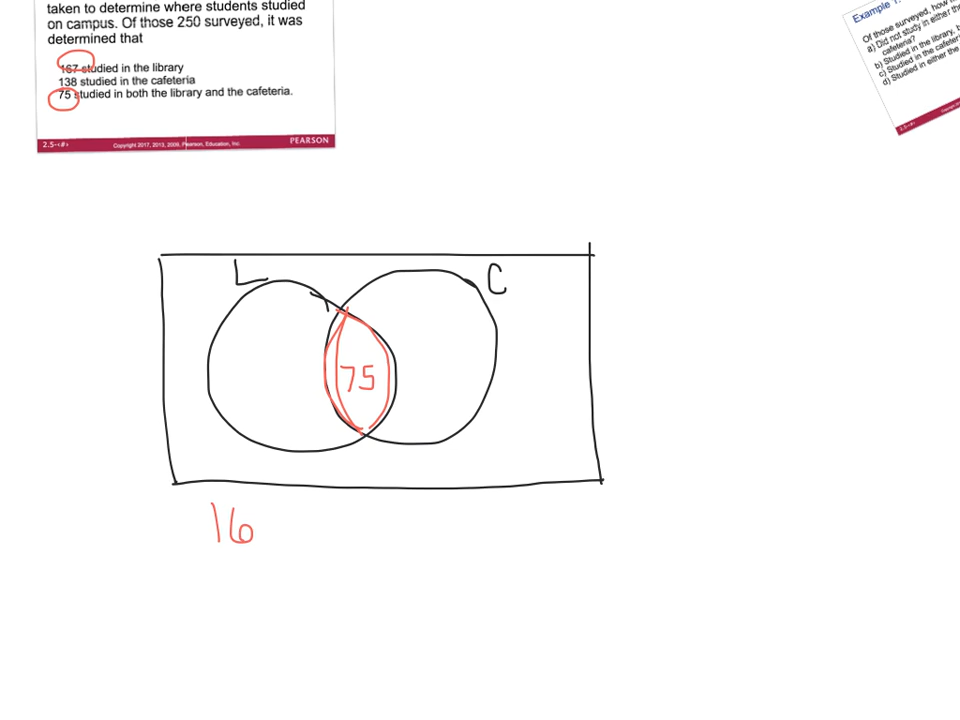 taken to determine where students studied
on campus. Of those 250 surveyed, it was
determined that
167 studied in the library
138 studied in the cafeteria
75 studied in both the library and the cafeteria.
2.5-<#>
Copyright 2017, 2013, 2009, Pearson, Education, Inc.
PEARSON
Example 1:
Of those surveyed, how
a) Did not study in either the
cafeteria?
b) Studied in the library,
c) Studied in the
d) Studied in either the
2.5-<#>
L
C
75
16